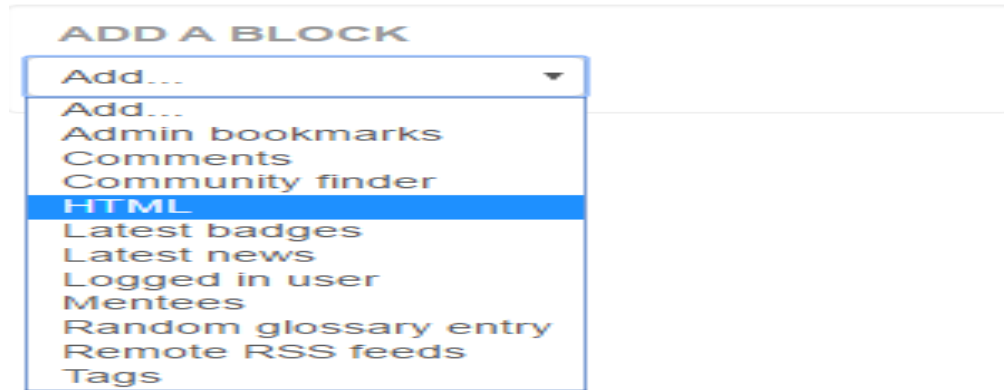 ADD A BLOCK
Add...
Add...
Admin bookmarks
Comments
Community finder
HTML
Latest badges
Latest news
Logged in user
Mentees
Random glossary entry
Remote RSS feeds
Tags